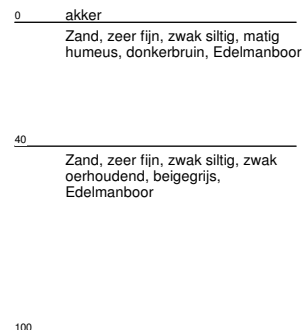 0 akker
Zand, zeer fijn, zwak siltig, matig
humeus, donkerbruin, Edelmanboor
40
Zand, zeer fijn, zwak siltig, zwak
oerhoudend, beigegrijs,
Edelmanboor
100